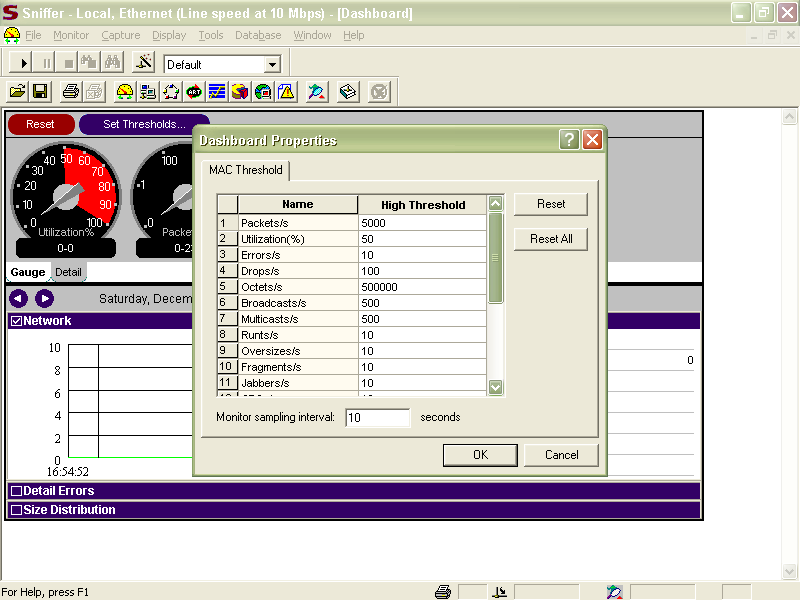 Sniffer - Local, Ethernet (Line speed at 10 Mbps) - [Dashboard]
File Monitor Capture Display Tools Database Window Help
Default
ART
Reset Set Thresholds...
0 10 20 30 40 50 60 70 80 90 100
Utilization%
0-0
0 1 100
Packe
0-23
Gauge Detail
Saturday, Decem
Network
10
8
6
4
2
0
16:54:52
0
Detail Errors
Size Distribution
Dashboard Properties
MAC Threshold
Name High Threshold
1 Packets/s 5000
2 Utilization(%) 50
3 Errors/s 10
4 Drops/s 100
5 Octets/s 500000
6 Broadcasts/s 500
7 Multicasts/s 500
8 Runts/s 10
9 Oversizes/s 10
10 Fragments/s 10
11 Jabbers/s 10
Reset
Reset All
Monitor sampling interval: 10 seconds
OK Cancel
For Help, press F1